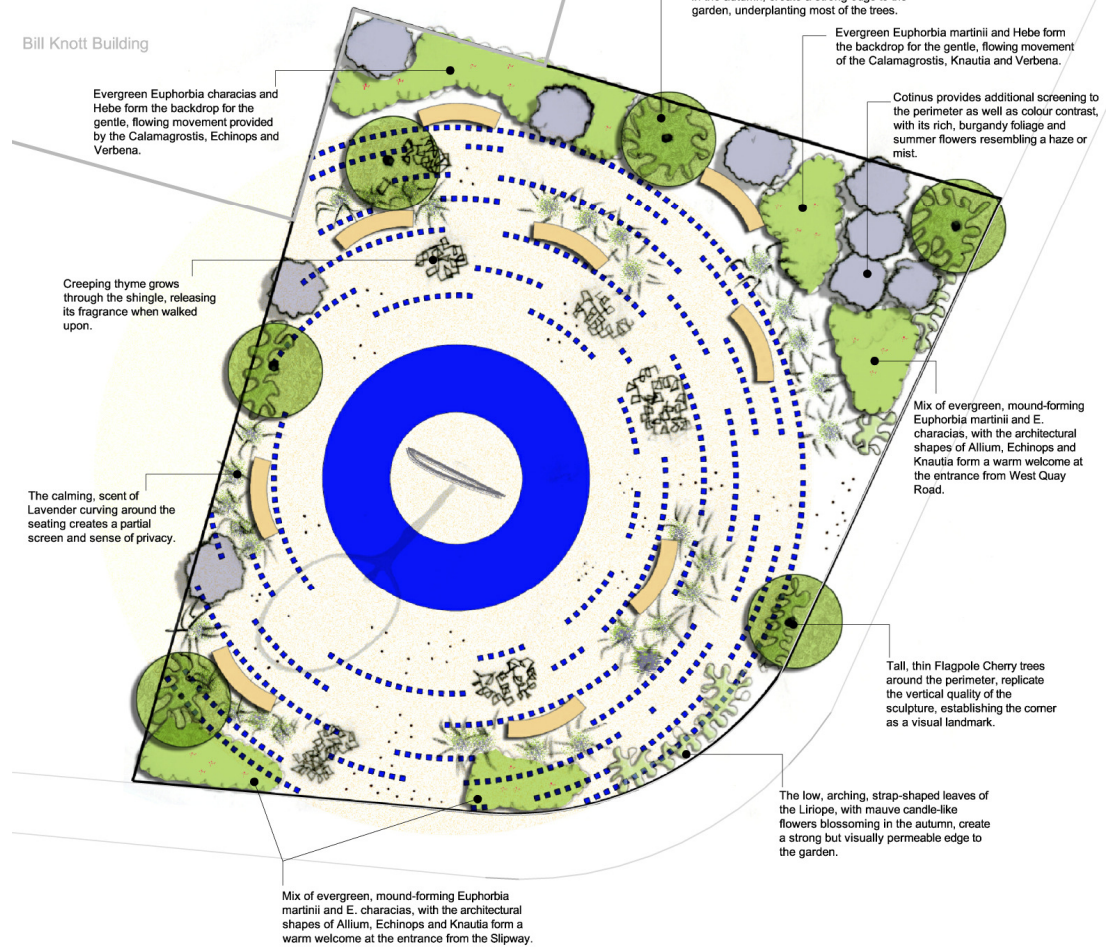 in the autumn, create a strong edge to the
garden, underplanting most of the trees.
Bill Knott Building
Evergreen Euphorbia martinii and Hebe form
the backdrop for the gentle, flowing movement
of the Calamagrostis, Knautia and Verbena.
Evergreen Euphorbia characias and
Hebe form the backdrop for the
gentle, flowing movement provided
by the Calamagrostis, Echinops and
Verbena.
Cotinus provides additional screening to
the perimeter as well as colour contrast,
with its rich, burgandy foliage and
summer flowers resembling a haze or
mist.
Creeping thyme grows
through the shingle, releasing
its fragrance when walked
upon.
Mix of evergreen, mound-forming
Euphorbia martinii and E.
characias, with the architectural
shapes of Allium, Echinops and
Knautia form a warm welcome at
the entrance from West Quay
Road.
The calming, scent of
Lavender curving around the
seating creates a partial
screen and sense of privacy.
Tall, thin Flagpole Cherry trees
around the perimeter, replicate
the vertical quality of the
sculpture, establishing the corner
as a visual landmark.
The low, arching, strap-shaped leaves of
the Liriope, with mauve candle-like
flowers blossoming in the autumn, create
a strong but visually permeable edge to
the garden.
Mix of evergreen, mound-forming Euphorbia
martinii and E. characias, with the architectural
shapes of Allium, Echinops and Knautia form a
warm welcome at the entrance from the Slipway.